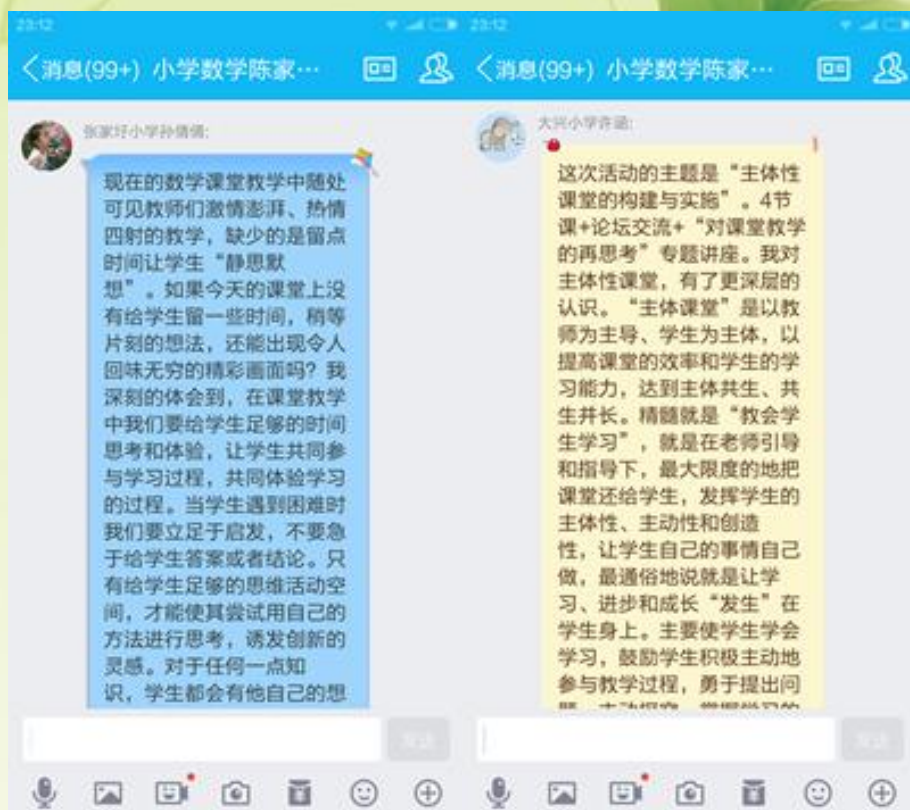 23:12
消息(99+) 小学数学陈家…
张家圩小学孙倩倩:
现在的数学课堂教学中随处
可见教师们激情澎湃、热情
四射的教学，缺少的是留点
时间让学生“静思默
想”。如果今天的课堂上没
有给学生留一些时间，稍等
片刻的想法，还能出现令人
回味无穷的精彩画面吗？我
深刻的体会到，在课堂教学
中我们要给学生足够的时间
思考和体验，让学生共同参
与学习过程，共同体验学习
的过程。当学生遇到困难时
我们要立足于启发，不要急
于给学生答案或者结论。只
有给学生足够的思维活动空
间，才能使其尝试用自己的
方法进行思考，诱发创新的
灵感。对于任何一点知
识，学生都会有他自己的想
发送
23:12
消息(99+) 小学数学陈家…
大兴小学许涵:
这次活动的主题是“主体性
课堂的构建与实施”。4节
课+论坛交流+“对课堂教学
的再思考”专题讲座。我对
主体性课堂，有了更深层的
认识。“主体课堂”是以教
师为主导、学生为主体，以
提高课堂的效率和学生的学
习能力，达到主体共生、共
生并长。精髓就是“教会学
生学习”，就是在老师引导
和指导下，最大限度的地把
课堂还给学生，发挥学生的
主体性、主动性和创造
性，让学生自己的事情自己
做，最通俗地说就是让学
习、进步和成长“发生”在
学生身上。主要使学生学会
学习，鼓励学生积极主动地
参与教学过程，勇于提出问
发送